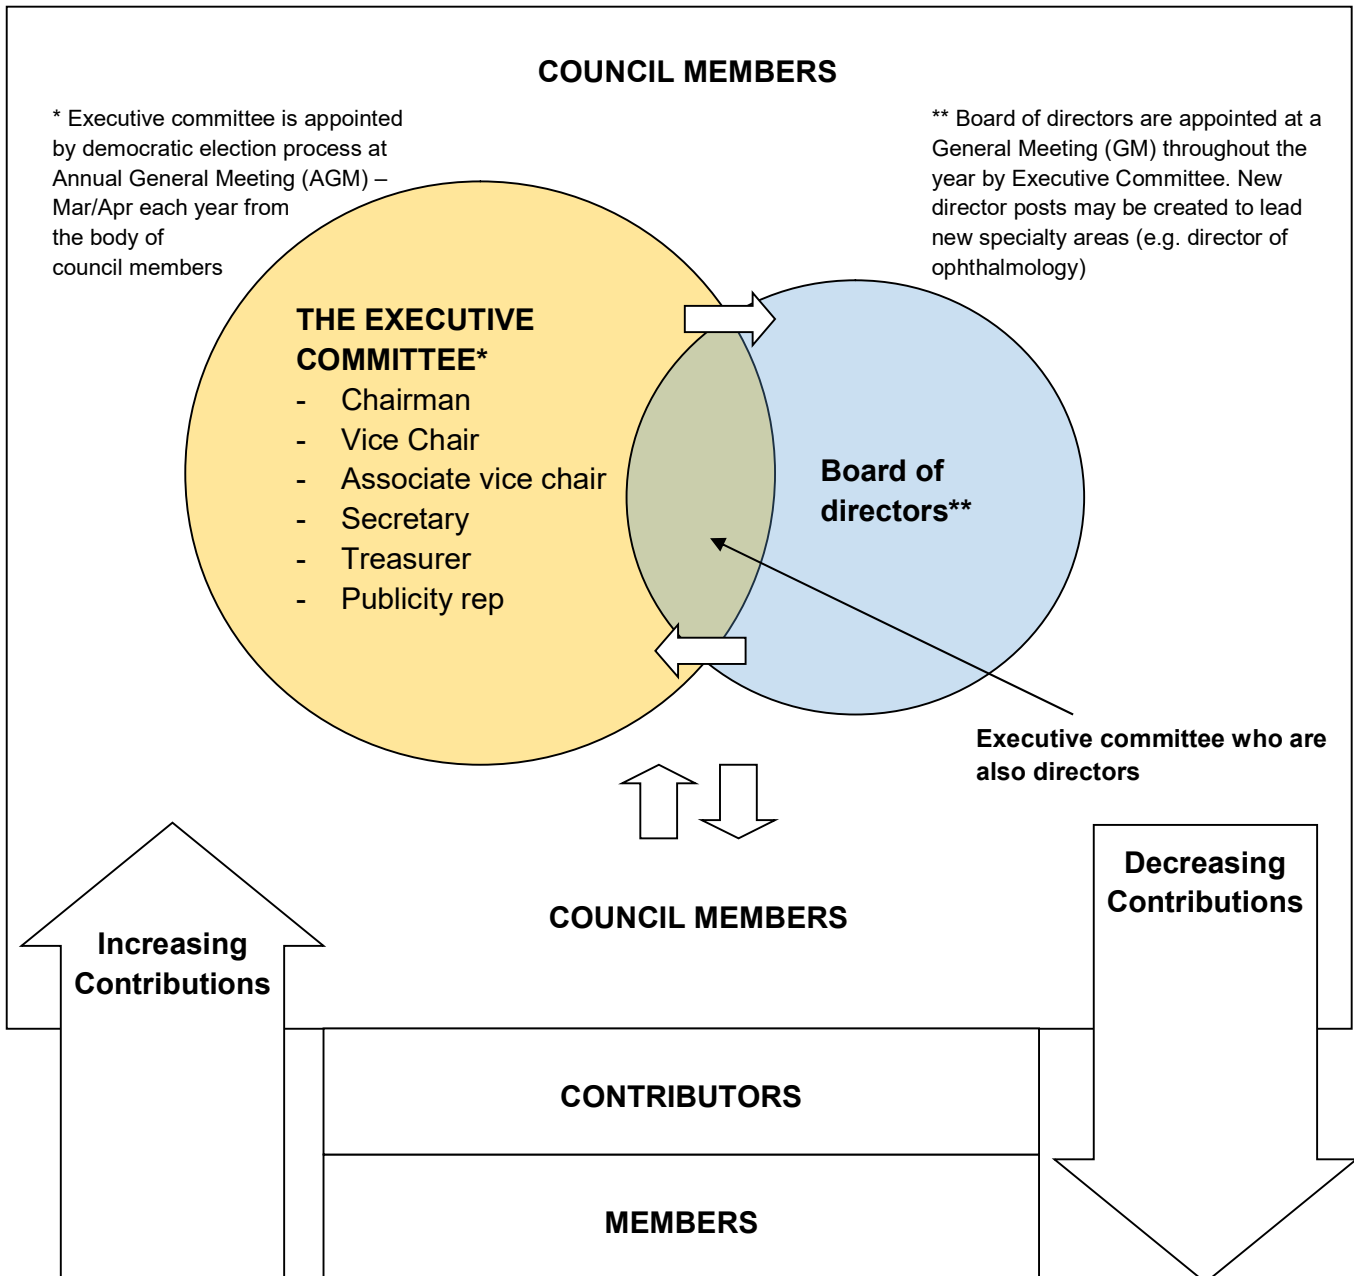 COUNCIL MEMBERS
* Executive committee is appointed
by democratic election process at
Annual General Meeting (AGM) –
Mar/Apr each year from
the body of
council members
** Board of directors are appointed at a
General Meeting (GM) throughout the
year by Executive Committee. New
director posts may be created to lead
new specialty areas (e.g. director of
ophthalmology)
THE EXECUTIVE
COMMITTEE*
- Chairman
- Vice Chair
- Associate vice chair
- Secretary
- Treasurer
- Publicity rep
Board of
directors**
Executive committee who are
also directors
Increasing
Contributions
COUNCIL MEMBERS
Decreasing
Contributions
CONTRIBUTORS
MEMBERS